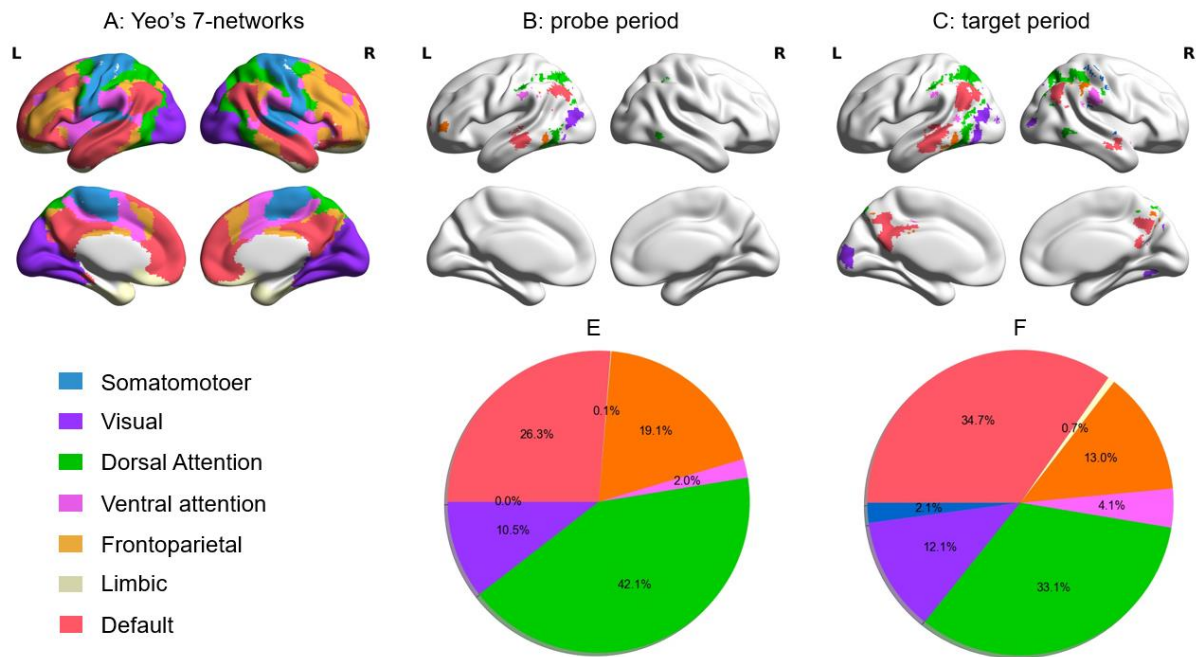 A: Yeo's 7-networks
B: probe period
C: target period
L
R
L
R
L
R
Somatomotoer
Visual
Dorsal Attention
Ventral attention
Frontoparietal
Limbic
Default
E
0.1%
19.1%
26.3%
2.0%
0.0%
10.5%
42.1%
F
34.7%
0.7%
13.0%
4.1%
2.1%
12.1%
33.1%